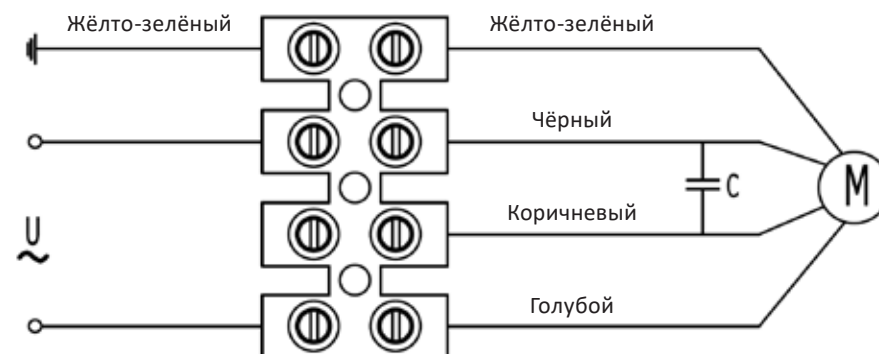 Жёлто-зелёный Жёлто-зелёный
Чёрный
C
M
Коричневый
U
~
Голубой